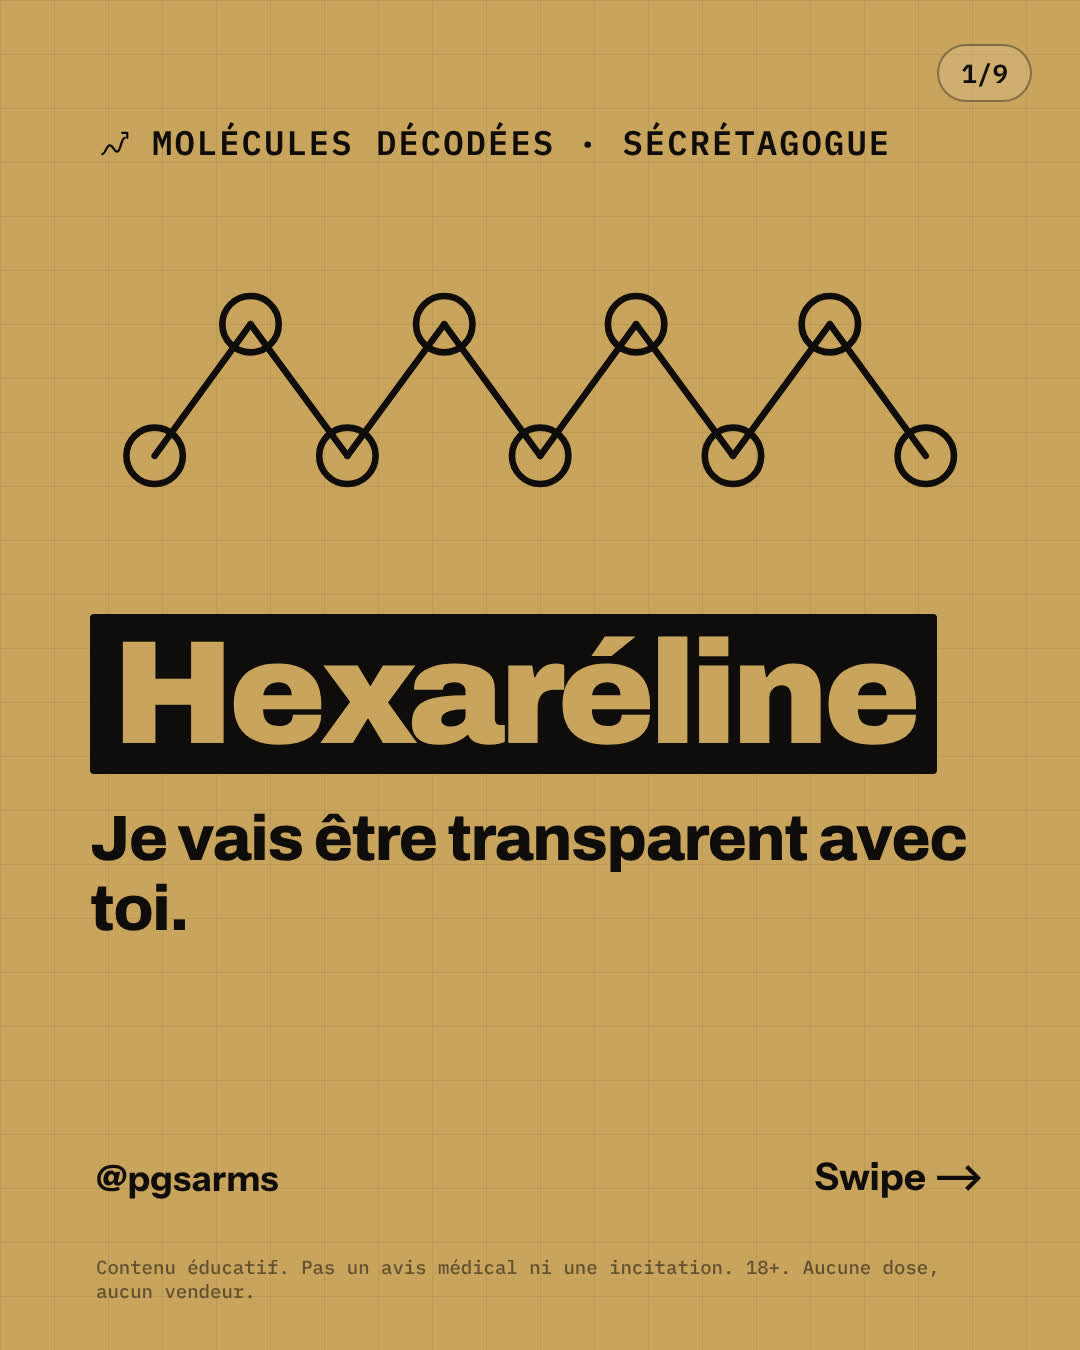 1/9
MOLÉCULES DÉCODÉES · SÉCRÉTAGOGUE
Hexaréline
Je vais être transparent avec
toi.
@pgsarms
Swipe →
Contenu éducatif. Pas un avis médical ni une incitation. 18+. Aucune dose,
aucun vendeur.